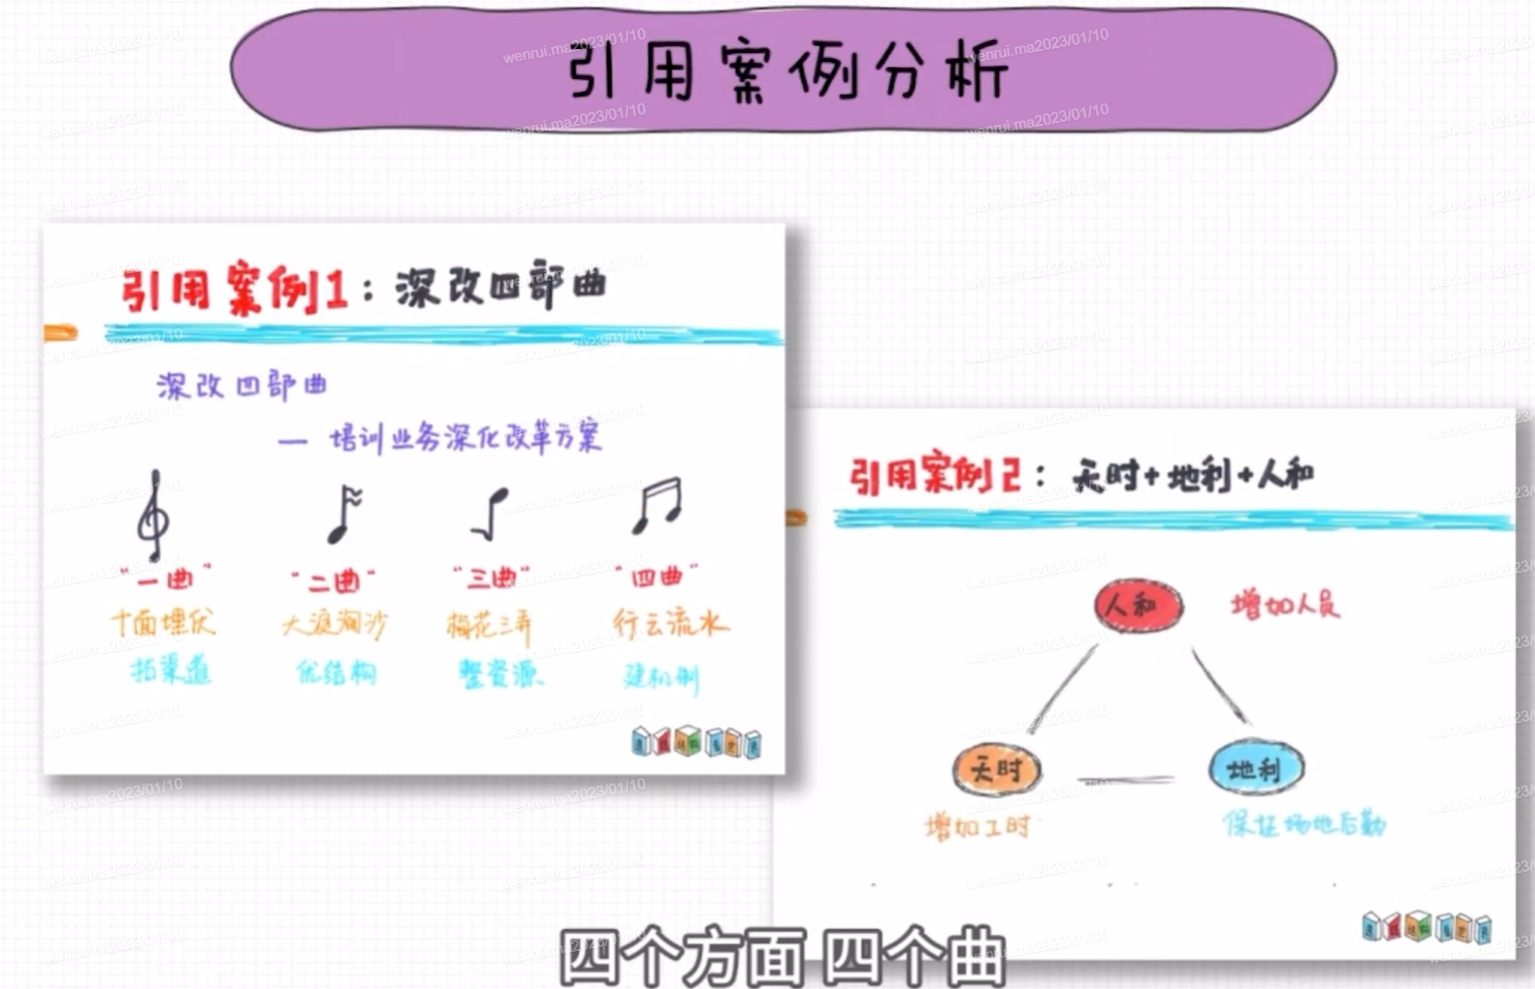 引用案例分析
引用案例1：深改四部曲
深改四部曲
— 培训业务深化改革方案
"一曲" "二曲" "三曲" "四曲"
十面埋伏 大浪淘沙 梅花三弄 行云流水
拓渠道 优结构 整资源 建机制
引用案例2：天时+地利+人和
人和 增加人员
天时 地利
增加工时 保证场地后勤
四个方面 四个曲
wenrui.ma2023/01/10